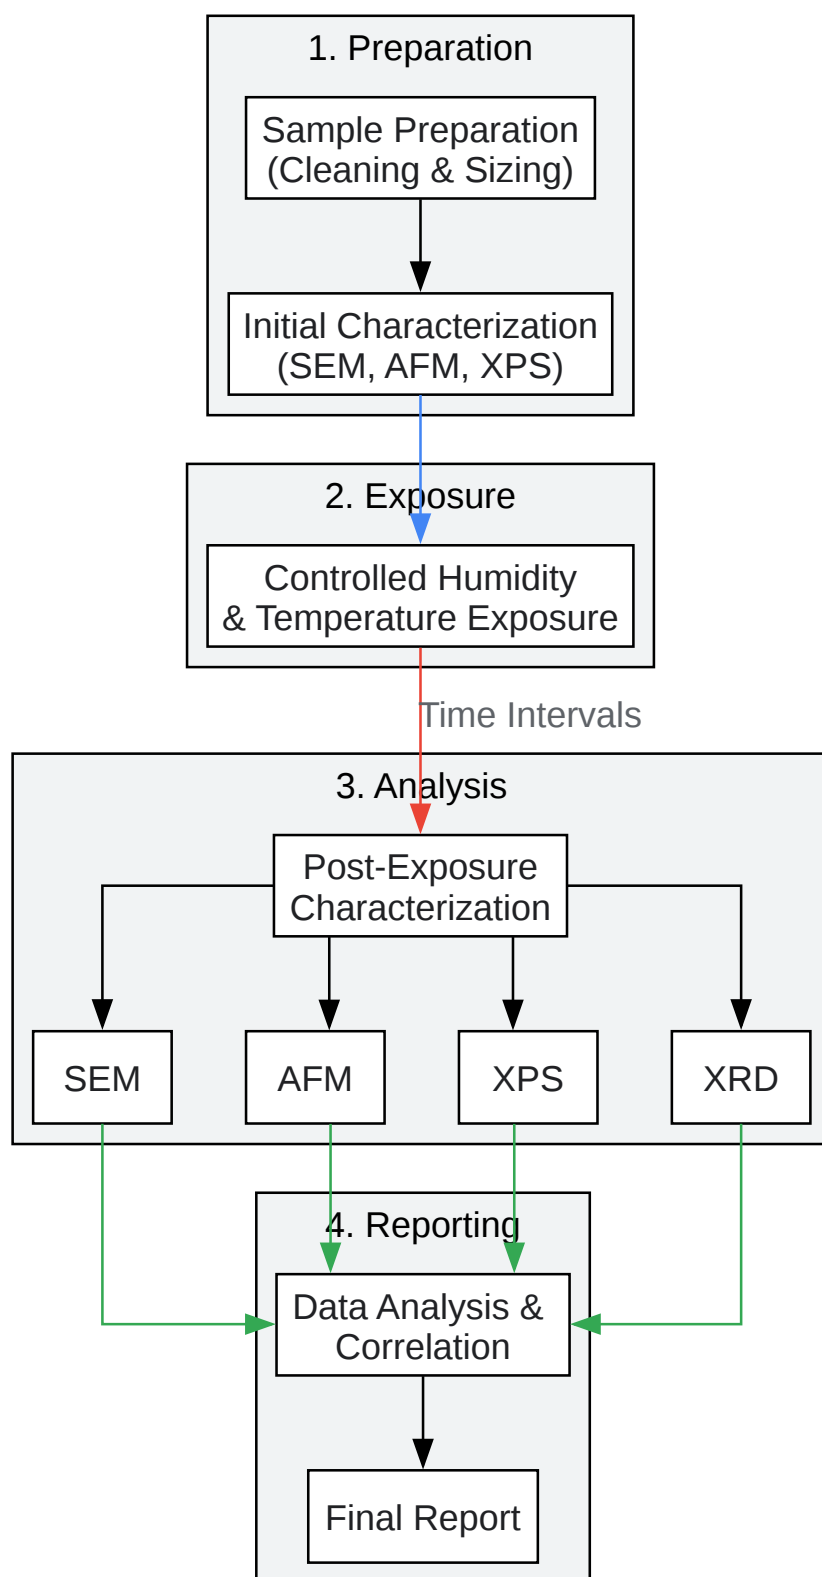 1. Preparation
Sample Preparation
(Cleaning & Sizing)
Initial Characterization
(SEM, AFM, XPS)
2. Exposure
Controlled Humidity
& Temperature Exposure
Time Intervals
3. Analysis
Post-Exposure
Characterization
SEM
AFM
XPS
XRD
4. Reporting
Data Analysis &
Correlation
Final Report